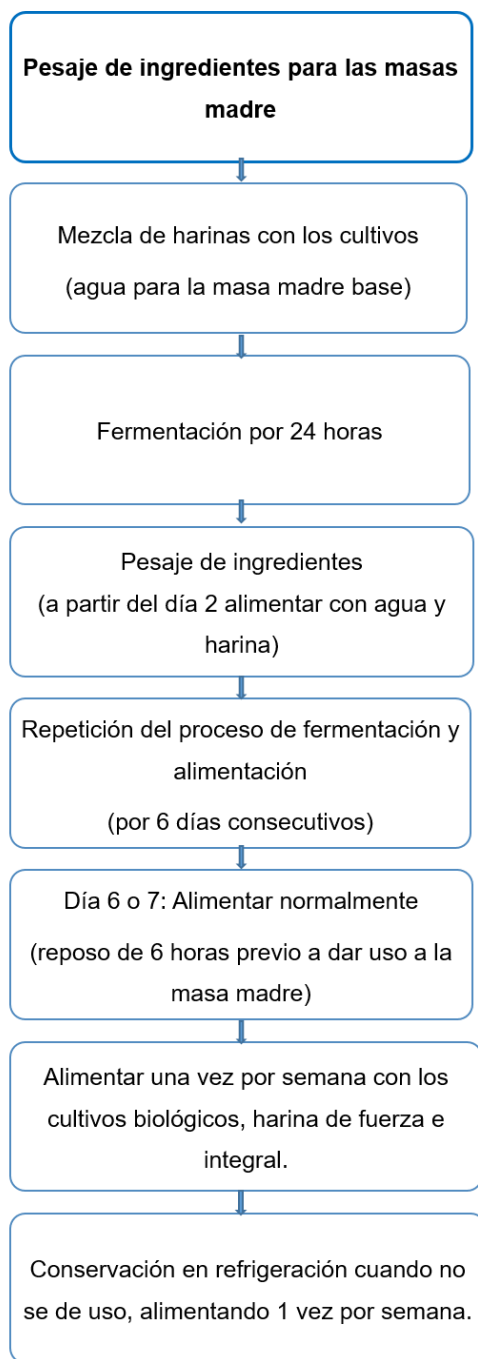 Pesaje de ingredientes para las masas
madre
Mezcla de harinas con los cultivos
(agua para la masa madre base)
Fermentación por 24 horas
Pesaje de ingredientes
(a partir del día 2 alimentar con agua y
harina)
Repetición del proceso de fermentación y
alimentación
(por 6 días consecutivos)
Día 6 o 7: Alimentar normalmente
(reposo de 6 horas previo a dar uso a la
masa madre)
Alimentar una vez por semana con los
cultivos biológicos, harina de fuerza e
integral.
Conservación en refrigeración cuando no
se de uso, alimentando 1 vez por semana.